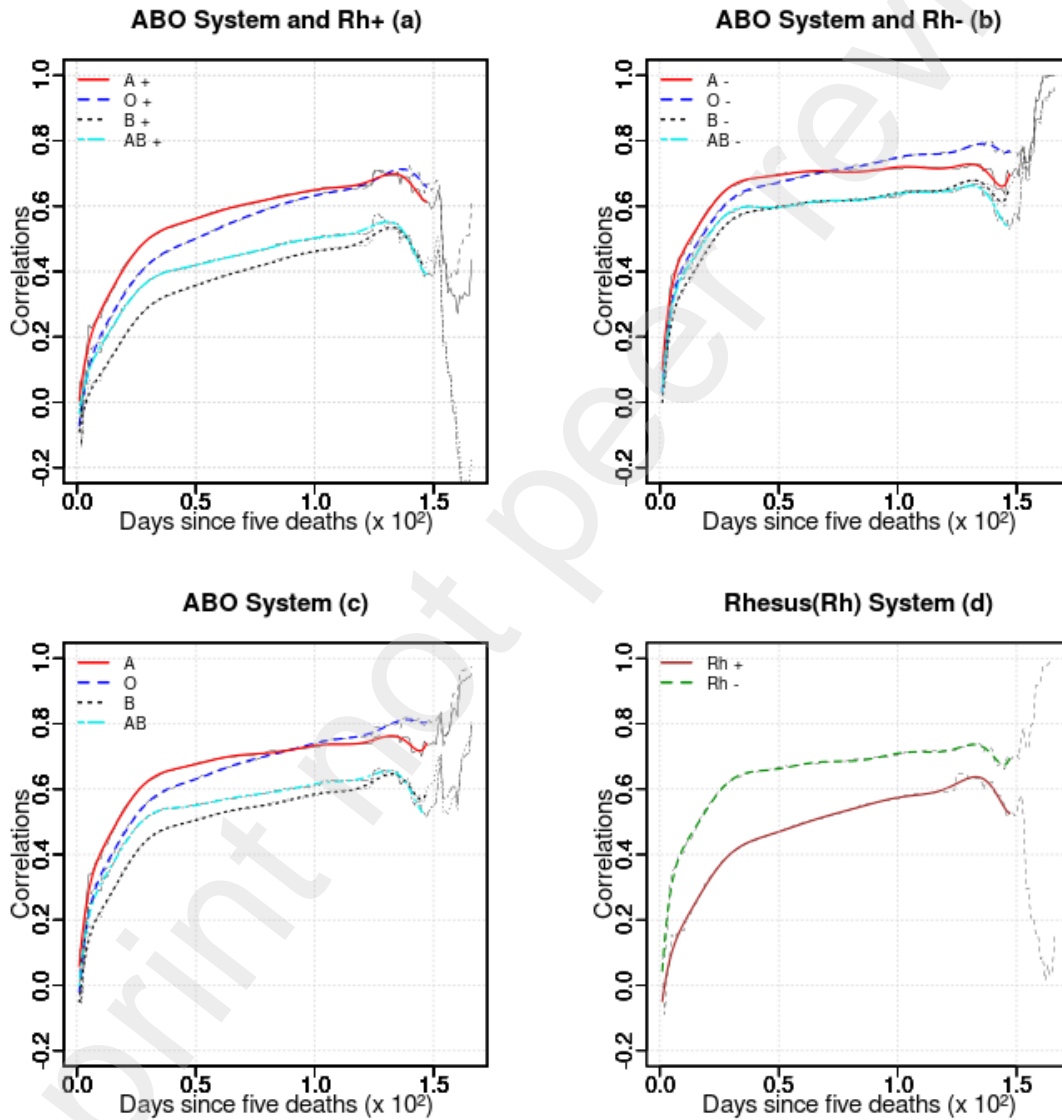 ABO System and Rh+ (a)
A +
O +
B +
AB +
1.0
0.8
0.6
0.4
0.2
0.0
-0.2
Correlations
0.0 0.5 1.0 1.5
Days since five deaths (x 10²)
ABO System and Rh- (b)
A -
O -
B -
AB -
1.0
0.8
0.6
0.4
0.2
0.0
-0.2
Correlations
0.0 0.5 1.0 1.5
Days since five deaths (x 10²)
ABO System (c)
A
O
B
AB
1.0
0.8
0.6
0.4
0.2
0.0
-0.2
Correlations
0.0 0.5 1.0 1.5
Days since five deaths (x 10²)
Rhesus(Rh) System (d)
Rh +
Rh -
1.0
0.8
0.6
0.4
0.2
0.0
-0.2
Correlations
0.0 0.5 1.0 1.5
Days since five deaths (x 10²)
print not peer revi